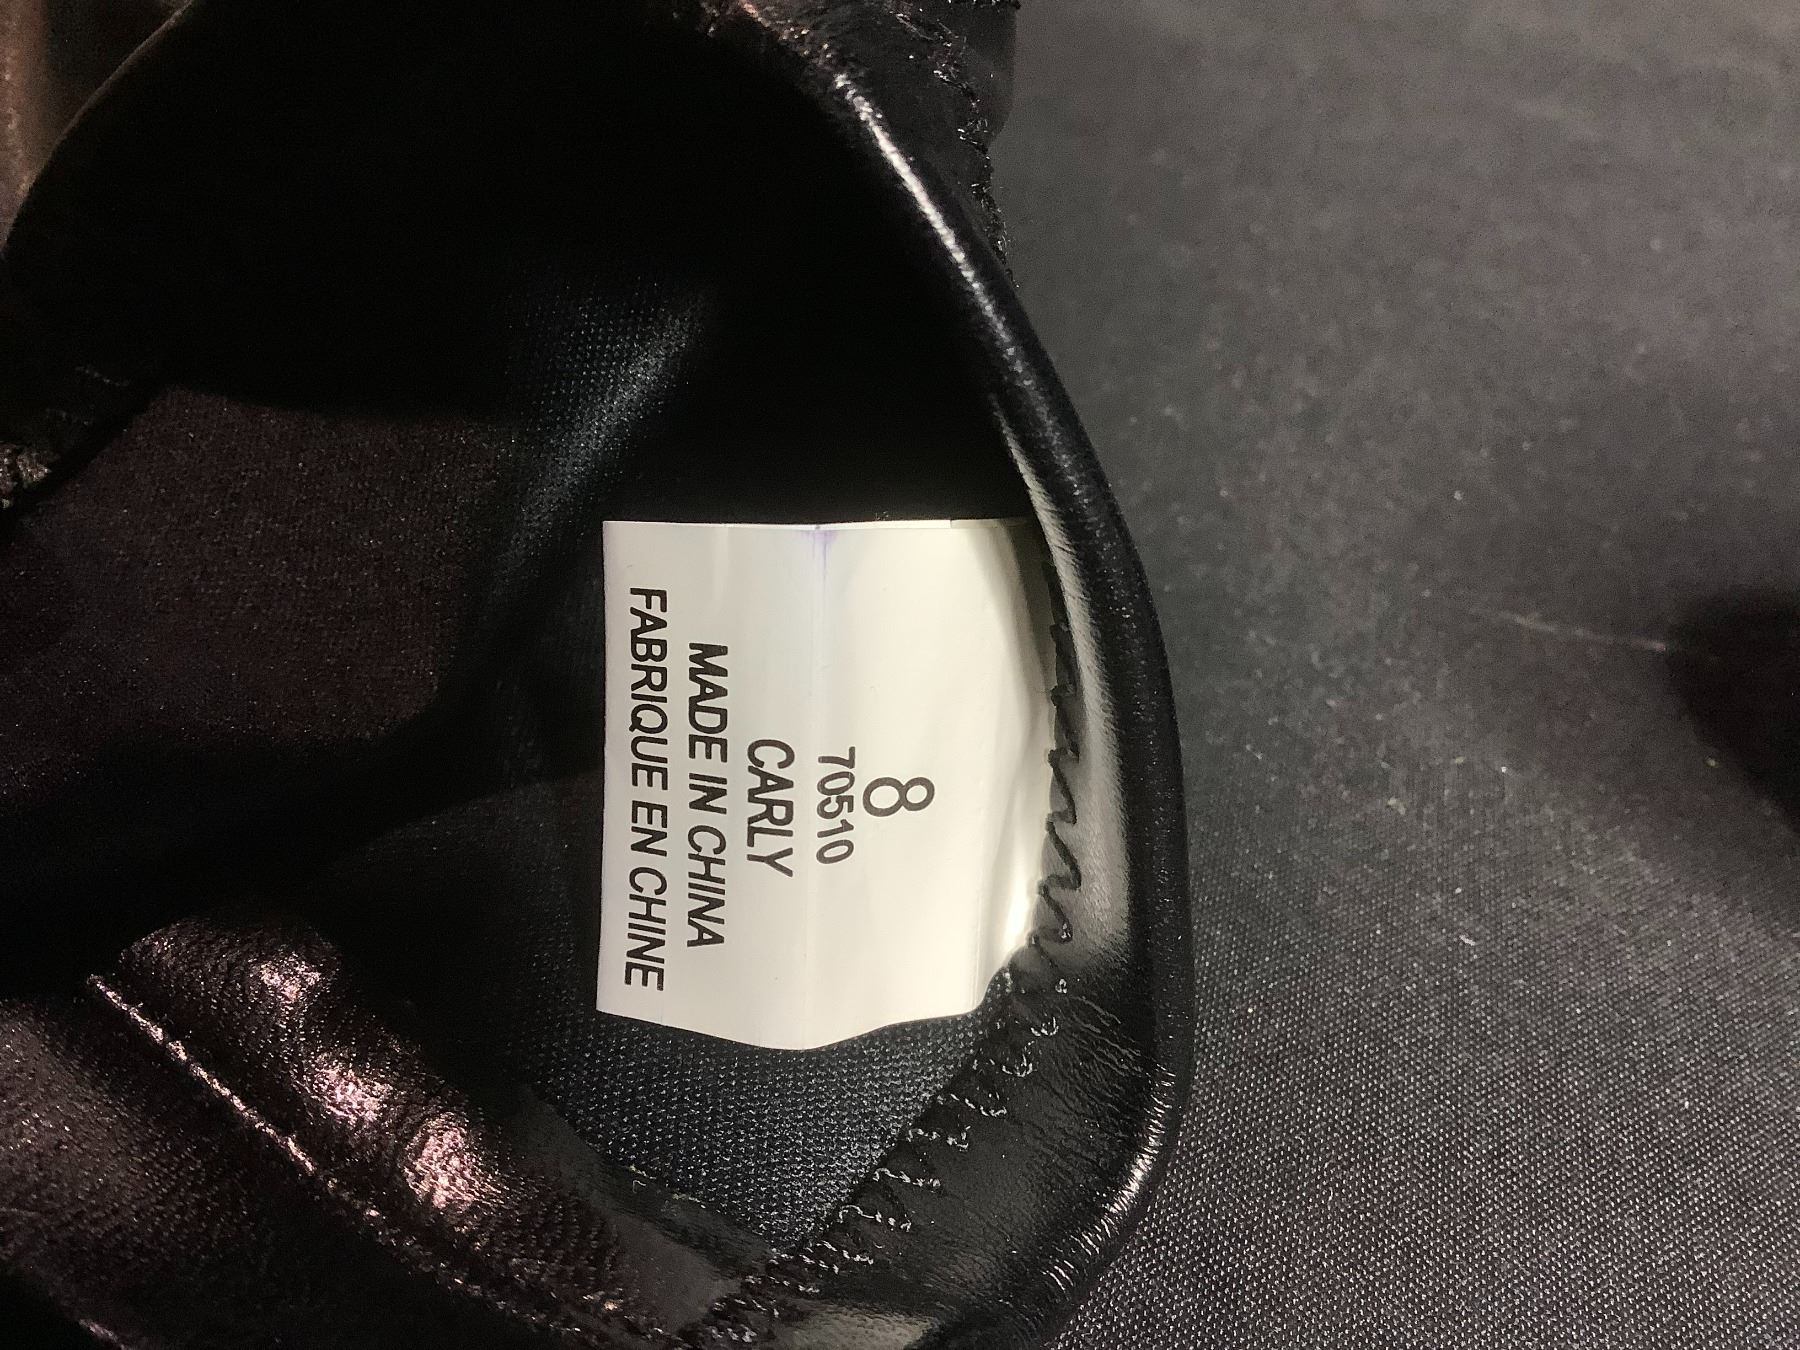 8
70510
CARLY
MADE IN CHINA
FABRIQUE EN CHINE